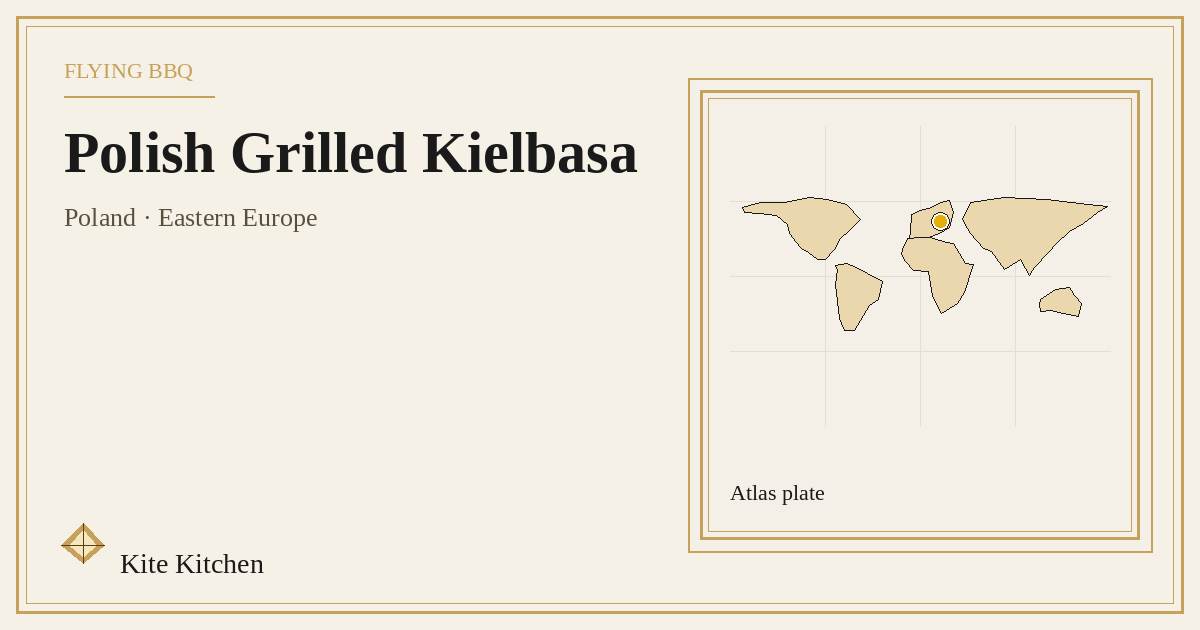 FLYING BBQ
Polish Grilled Kielbasa
Poland · Eastern Europe
Atlas plate
Kite Kitchen